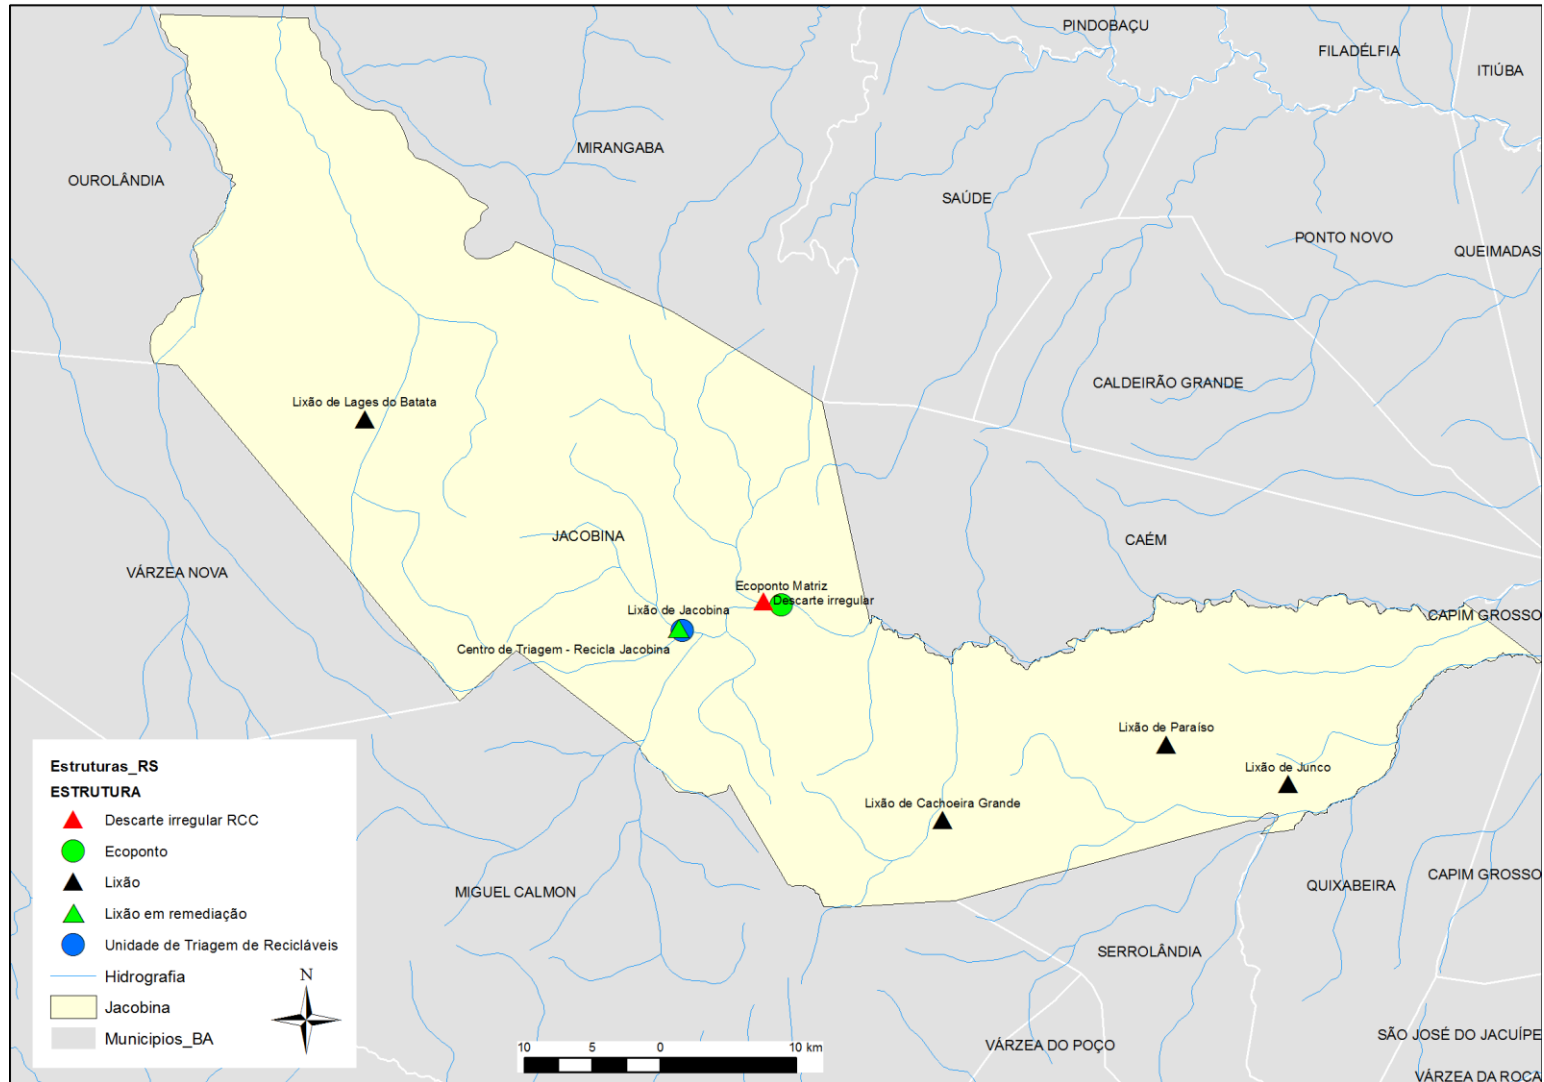 PINDOBAÇU
FILADÉLFIA
ITIÚBA
MIRANGABA
OUROLÂNDIA
SAÚDE
PONTO NOVO
QUEIMADAS
CALDEIRÃO GRANDE
Lixão de Lages do Batata
JACOBINA
CAÉM
VÁRZEA NOVA
Ecoponto Matriz
Descarte irregular
Lixão de Jacobina
CAPIM GROSSO
Centro de Triagem - Recicla Jacobina
Lixão de Paraíso
Lixão de Junco
Lixão de Cachoeira Grande
MIGUEL CALMON
QUIXABEIRA
CAPIM GROSSO
SERROLÂNDIA
SÃO JOSÉ DO JACUÍPE
VÁRZEA DO POÇO
VÁRZEA DA ROÇA
Estruturas_RS
ESTRUTURA
Descarte irregular RCC
Ecoponto
Lixão
Lixão em remediação
Unidade de Triagem de Recicláveis
Hidrografia
Jacobina
Municipios_BA
N
10 5 0 10 km